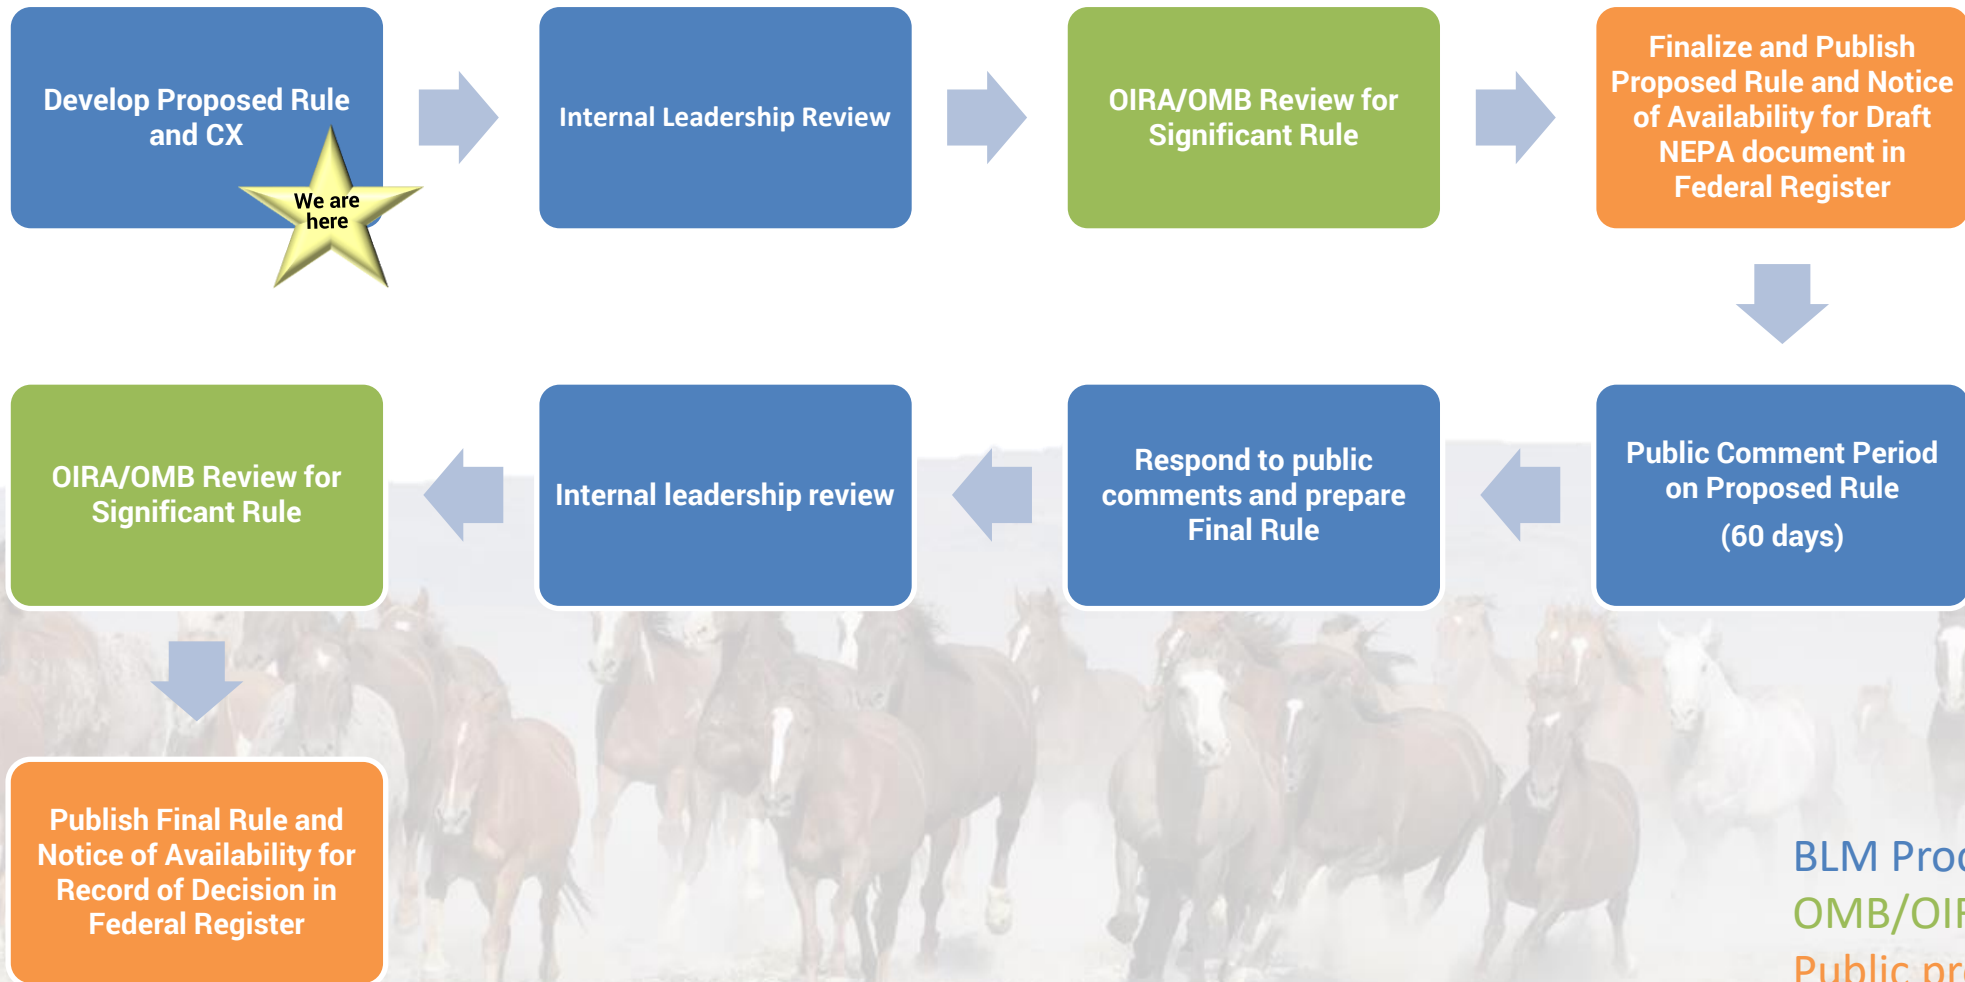 Develop Proposed Rule
and CX
We are
here
Internal Leadership Review
OIRA/OMB Review for
Significant Rule
Finalize and Publish
Proposed Rule and Notice
of Availability for Draft
NEPA document in
Federal Register
Public Comment Period
on Proposed Rule
(60 days)
Respond to public
comments and prepare
Final Rule
Internal leadership review
OIRA/OMB Review for
Significant Rule
Publish Final Rule and
Notice of Availability for
Record of Decision in
Federal Register
BLM
Public